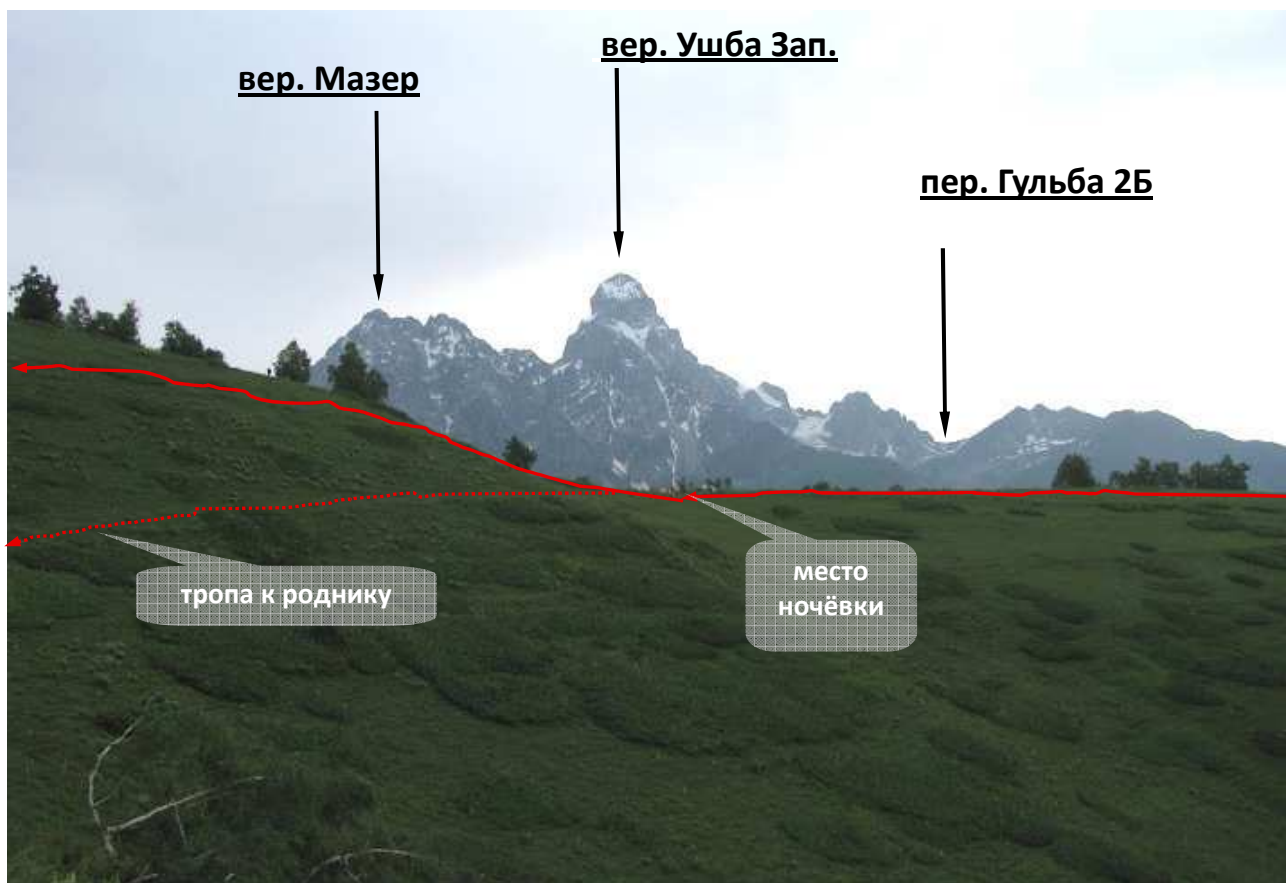 вер. Ушба Зап.
вер. Мазер
пер. Гульба 2Б
место
ночёвки
тропа к роднику